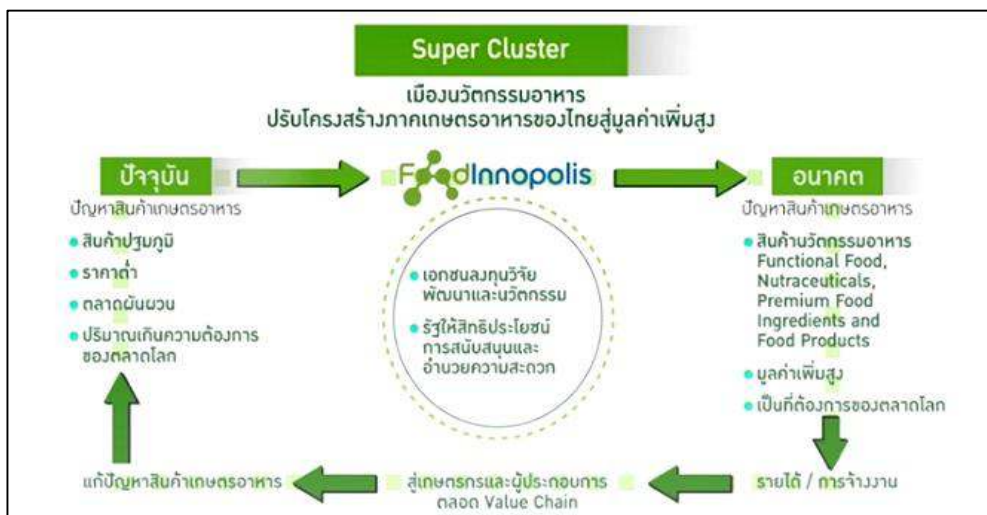 Super Cluster
เมืองนวัตกรรมอาหาร
ปรับโครงสร้างภาคเกษตรอาหารของไทยสู่มูลค่าเพิ่มสูง
ปัจจุบัน
ปัญหาสินค้าเกษตรอาหาร
สินค้าปฐมภูมิ
ราคาต่ำ
ตลาดผันผวน
ปริมาณเกินความต้องการ
ของตลาดโลก
FoodInnopolis
เอกชนลงทุนวิจัย
พัฒนาและนวัตกรรม
รัฐให้สิทธิประโยชน์
การสนับสนุนและ
อำนวยความสะดวก
อนาคต
ปัญหาสินค้าเกษตรอาหาร
สินค้านวัตกรรมอาหาร
Functional Food,
Nutraceuticals,
Premium Food
Ingredients and
Food Products
มูลค่าเพิ่มสูง
เป็นที่ต้องการของตลาดโลก
รายได้ / การจ้างงาน
สู่เกษตรกรและผู้ประกอบการ
ตลอด Value Chain
แก้ปัญหาสินค้าเกษตรอาหาร